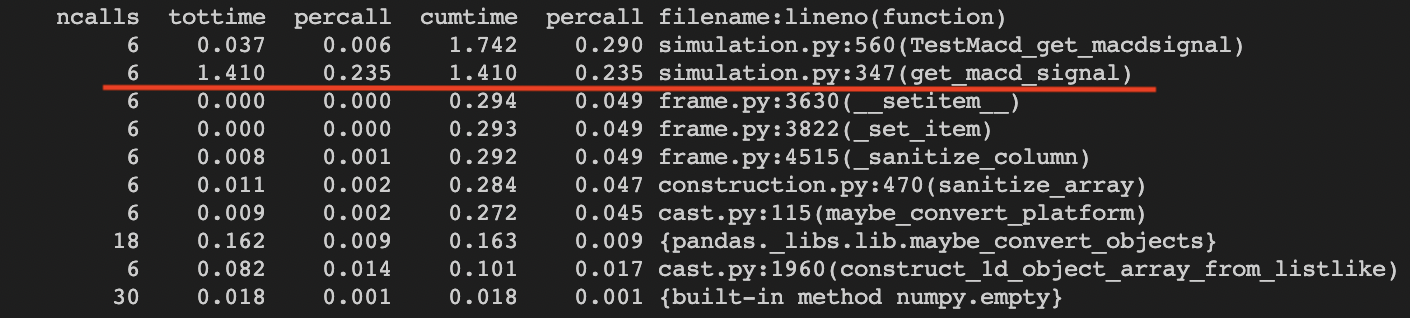 ncalls tottime percall cumtime percall filename:lineno(function)
6 0.037 0.006 1.742 0.290 simulation.py:560(TestMacd_get_macdsignal)
6 1.410 0.235 1.410 0.235 simulation.py:347(get_macd_signal)
6 0.000 0.000 0.294 0.049 frame.py:3630(__setitem__)
6 0.000 0.000 0.293 0.049 frame.py:3822(_set_item)
6 0.008 0.001 0.292 0.049 frame.py:4515(_sanitize_column)
6 0.011 0.002 0.284 0.047 construction.py:470(sanitize_array)
6 0.009 0.002 0.272 0.045 cast.py:115(maybe_convert_platform)
18 0.162 0.009 0.163 0.009 {pandas._libs.lib.maybe_convert_objects}
6 0.082 0.014 0.101 0.017 cast.py:1960(construct_1d_object_array_from_listlike)
30 0.018 0.001 0.018 0.001 {built-in method numpy.empty}